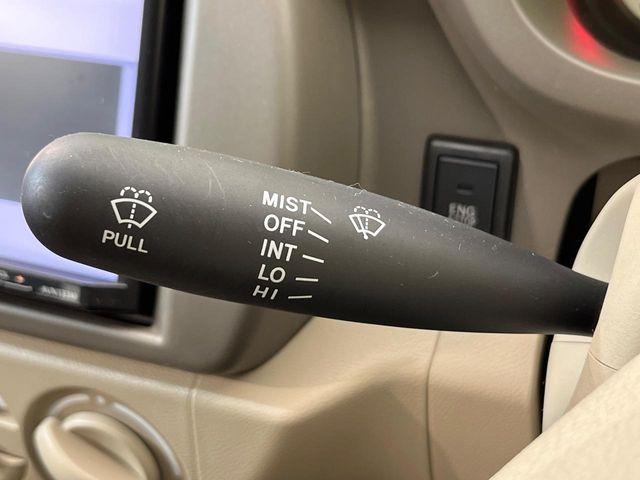 MIST
OFF
INT
LO
HI
PULL
ENG